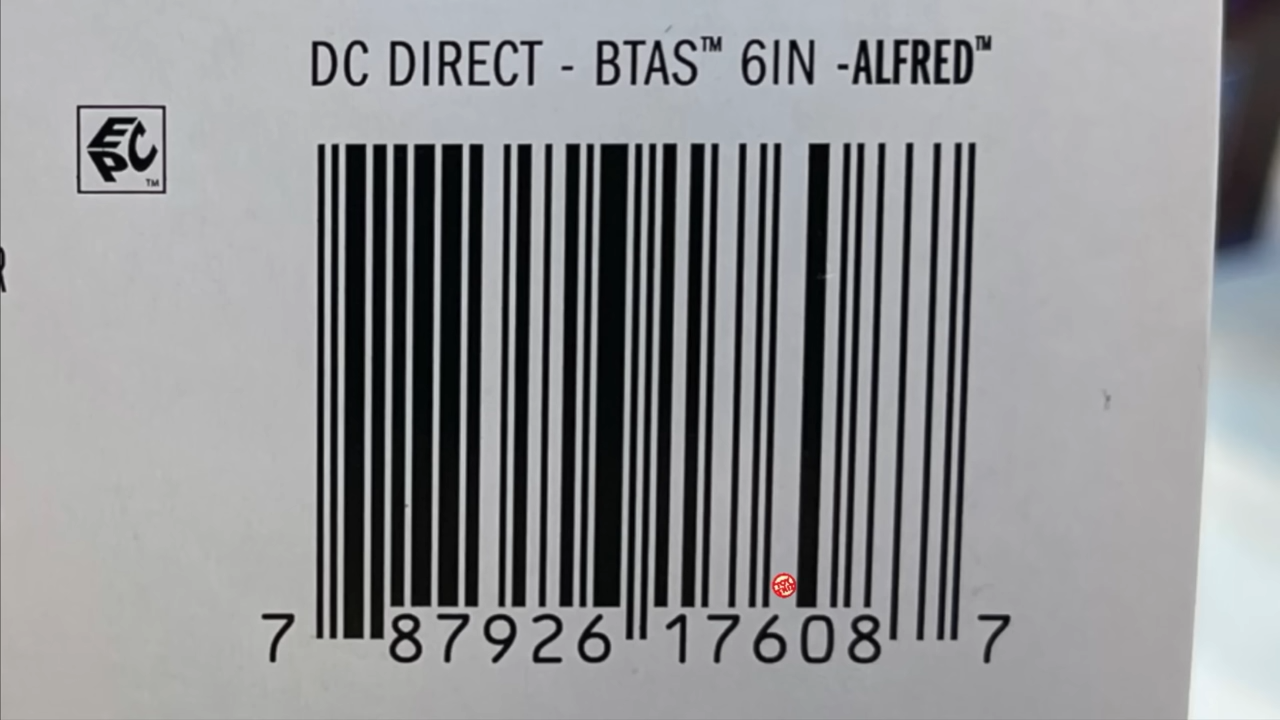 DC DIRECT - BTAS™ 6IN -ALFRED™
EPC™
7 87926 17608 7